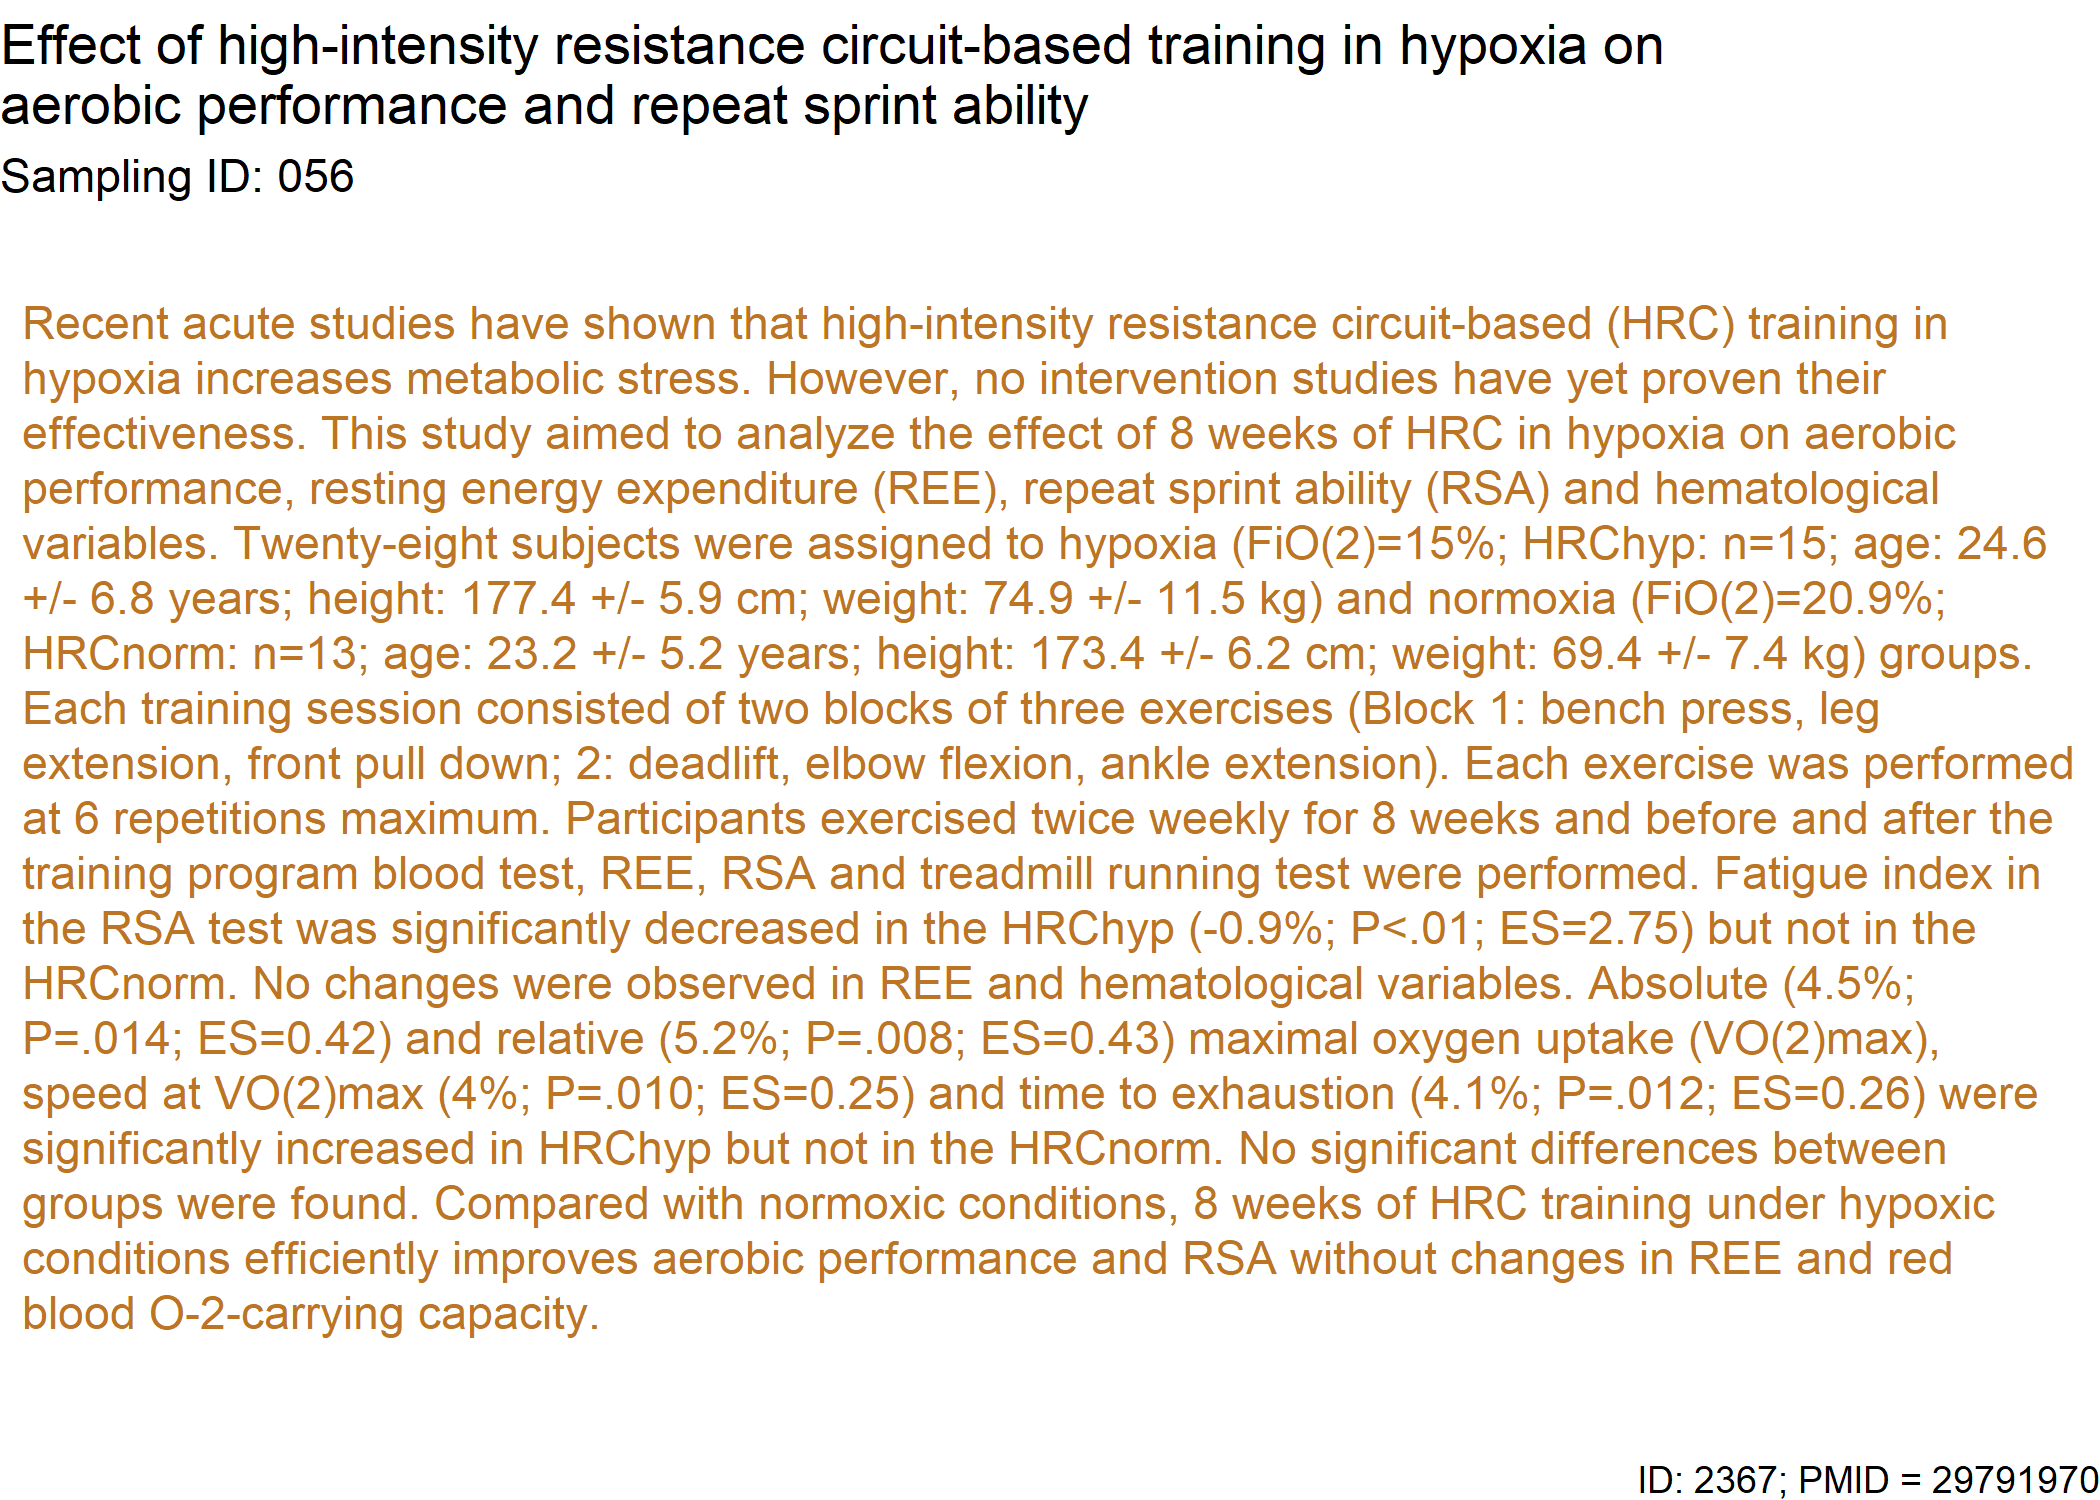 Effect of high-intensity resistance circuit-based training in hypoxia on
aerobic performance and repeat sprint ability
Sampling ID: 056
Recent acute studies have shown that high-intensity resistance circuit-based (HRC) training in
hypoxia increases metabolic stress. However, no intervention studies have yet proven their
effectiveness. This study aimed to analyze the effect of 8 weeks of HRC in hypoxia on aerobic
performance, resting energy expenditure (REE), repeat sprint ability (RSA) and hematological
variables. Twenty-eight subjects were assigned to hypoxia (FiO(2)=15%; HRChyp: n=15; age: 24.6
+/- 6.8 years; height: 177.4 +/- 5.9 cm; weight: 74.9 +/- 11.5 kg) and normoxia (FiO(2)=20.9%;
HRCnorm: n=13; age: 23.2 +/- 5.2 years; height: 173.4 +/- 6.2 cm; weight: 69.4 +/- 7.4 kg) groups.
Each training session consisted of two blocks of three exercises (Block 1: bench press, leg
extension, front pull down; 2: deadlift, elbow flexion, ankle extension). Each exercise was performed
at 6 repetitions maximum. Participants exercised twice weekly for 8 weeks and before and after the
training program blood test, REE, RSA and treadmill running test were performed. Fatigue index in
the RSA test was significantly decreased in the HRChyp (-0.9%; P<.01; ES=2.75) but not in the
HRCnorm. No changes were observed in REE and hematological variables. Absolute (4.5%;
P=.014; ES=0.42) and relative (5.2%; P=.008; ES=0.43) maximal oxygen uptake (VO(2)max),
speed at VO(2)max (4%; P=.010; ES=0.25) and time to exhaustion (4.1%; P=.012; ES=0.26) were
significantly increased in HRChyp but not in the HRCnorm. No significant differences between
groups were found. Compared with normoxic conditions, 8 weeks of HRC training under hypoxic
conditions efficiently improves aerobic performance and RSA without changes in REE and red
blood O-2-carrying capacity.
ID: 2367; PMID = 29791970